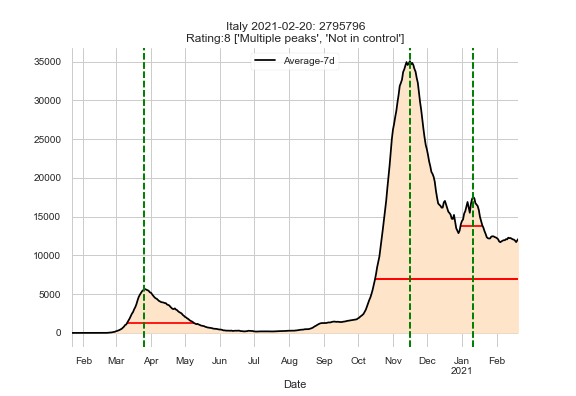 Italy 2021-02-20: 2795796
Rating:8 ['Multiple peaks', 'Not in control']
Average-7d
35000
30000
25000
20000
15000
10000
5000
0
Feb Mar Apr May Jun Jul Aug Sep Oct Nov Dec Jan Feb
2021
Date